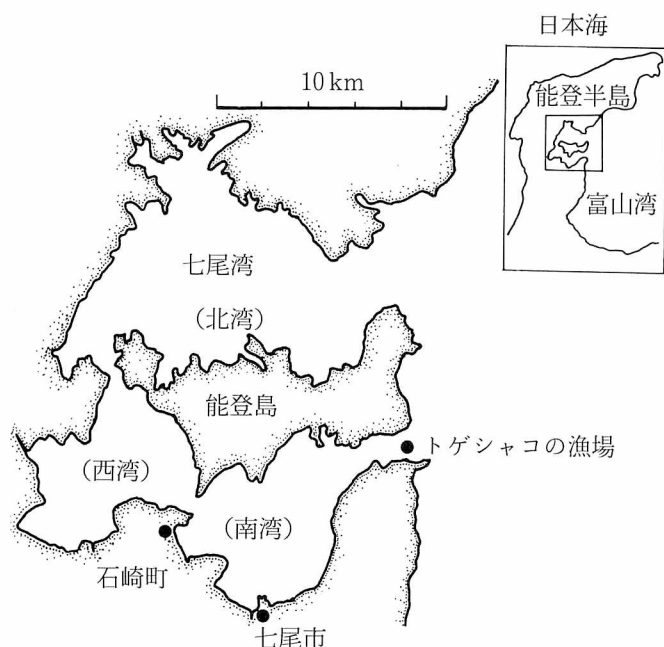 日本海
10 km
能登半島
富山湾
七尾湾
(北湾)
能登島
トゲシャコの漁場
(西湾)
(南湾)
石崎町
七尾市